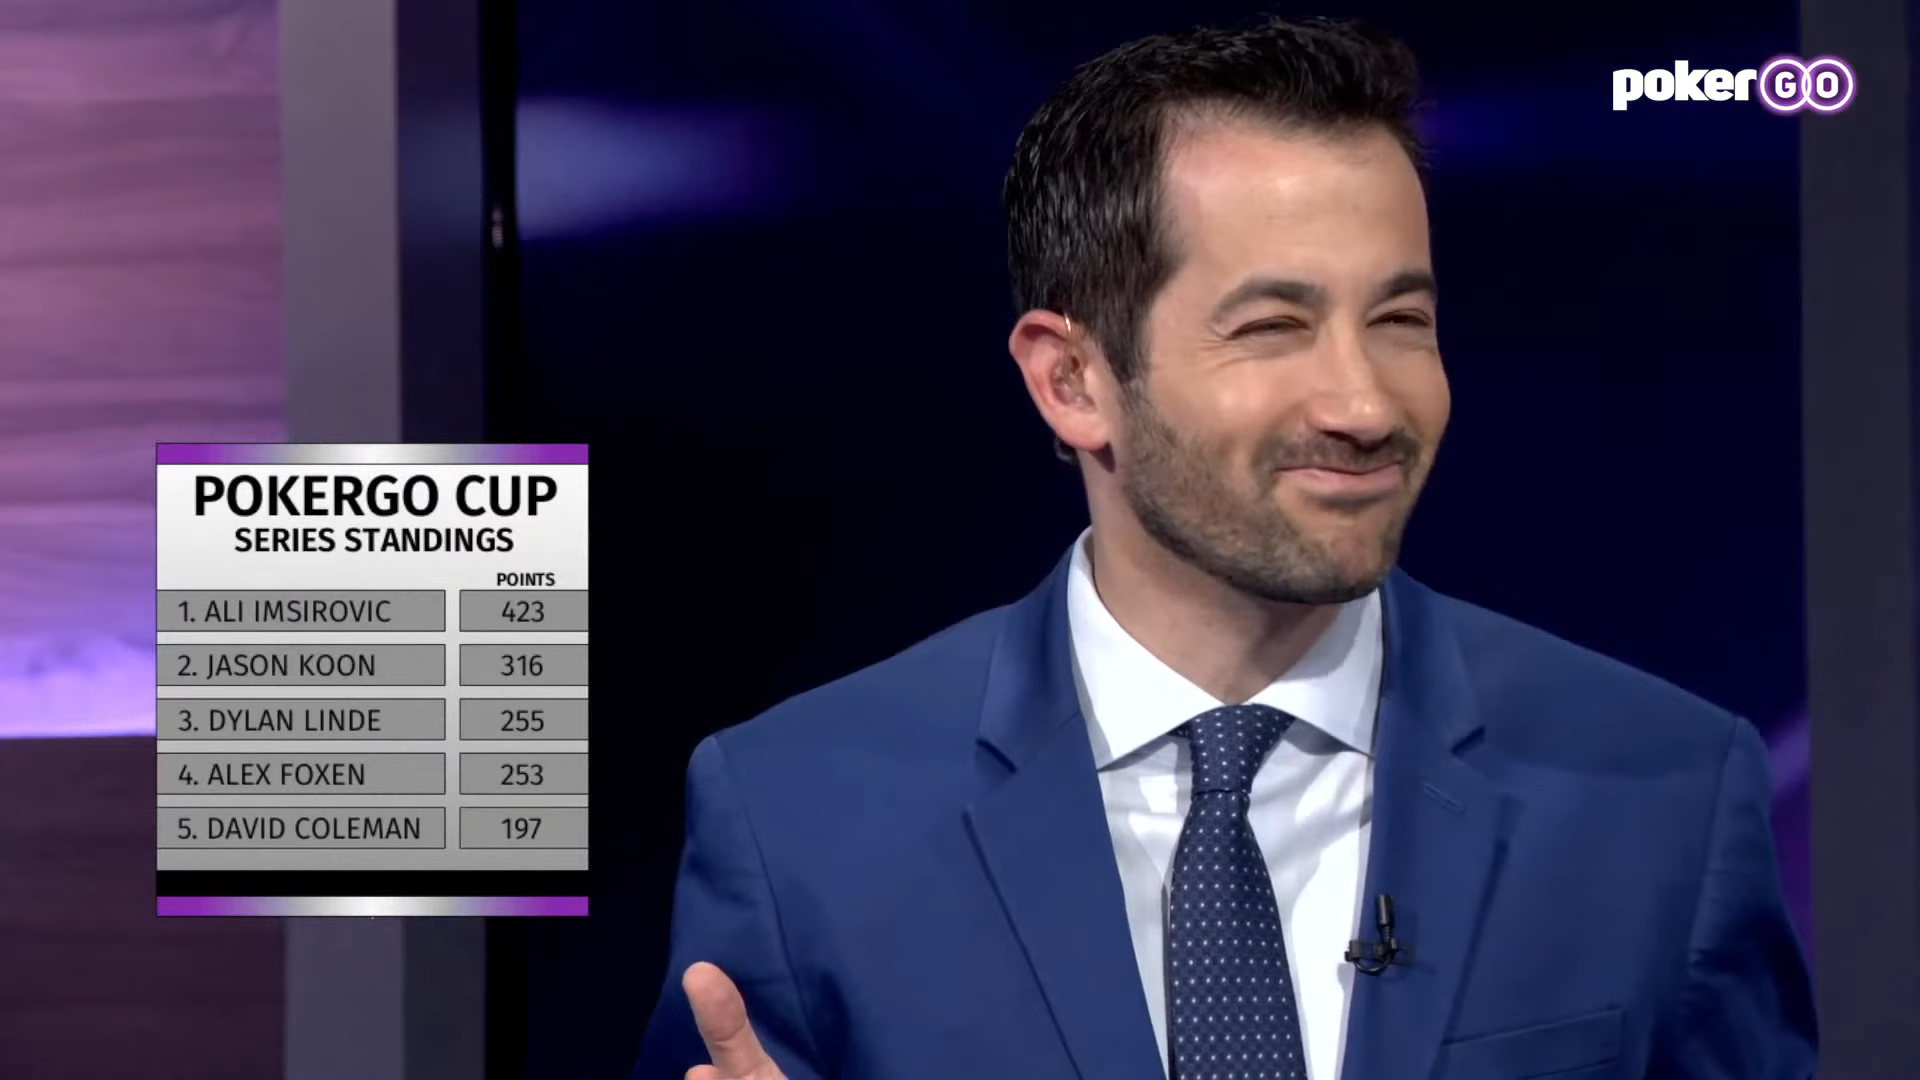 pokerGO
POKERGO CUP
SERIES STANDINGS
POINTS
1. ALI IMSIROVIC 423
2. JASON KOON 316
3. DYLAN LINDE 255
4. ALEX FOXEN 253
5. DAVID COLEMAN 197